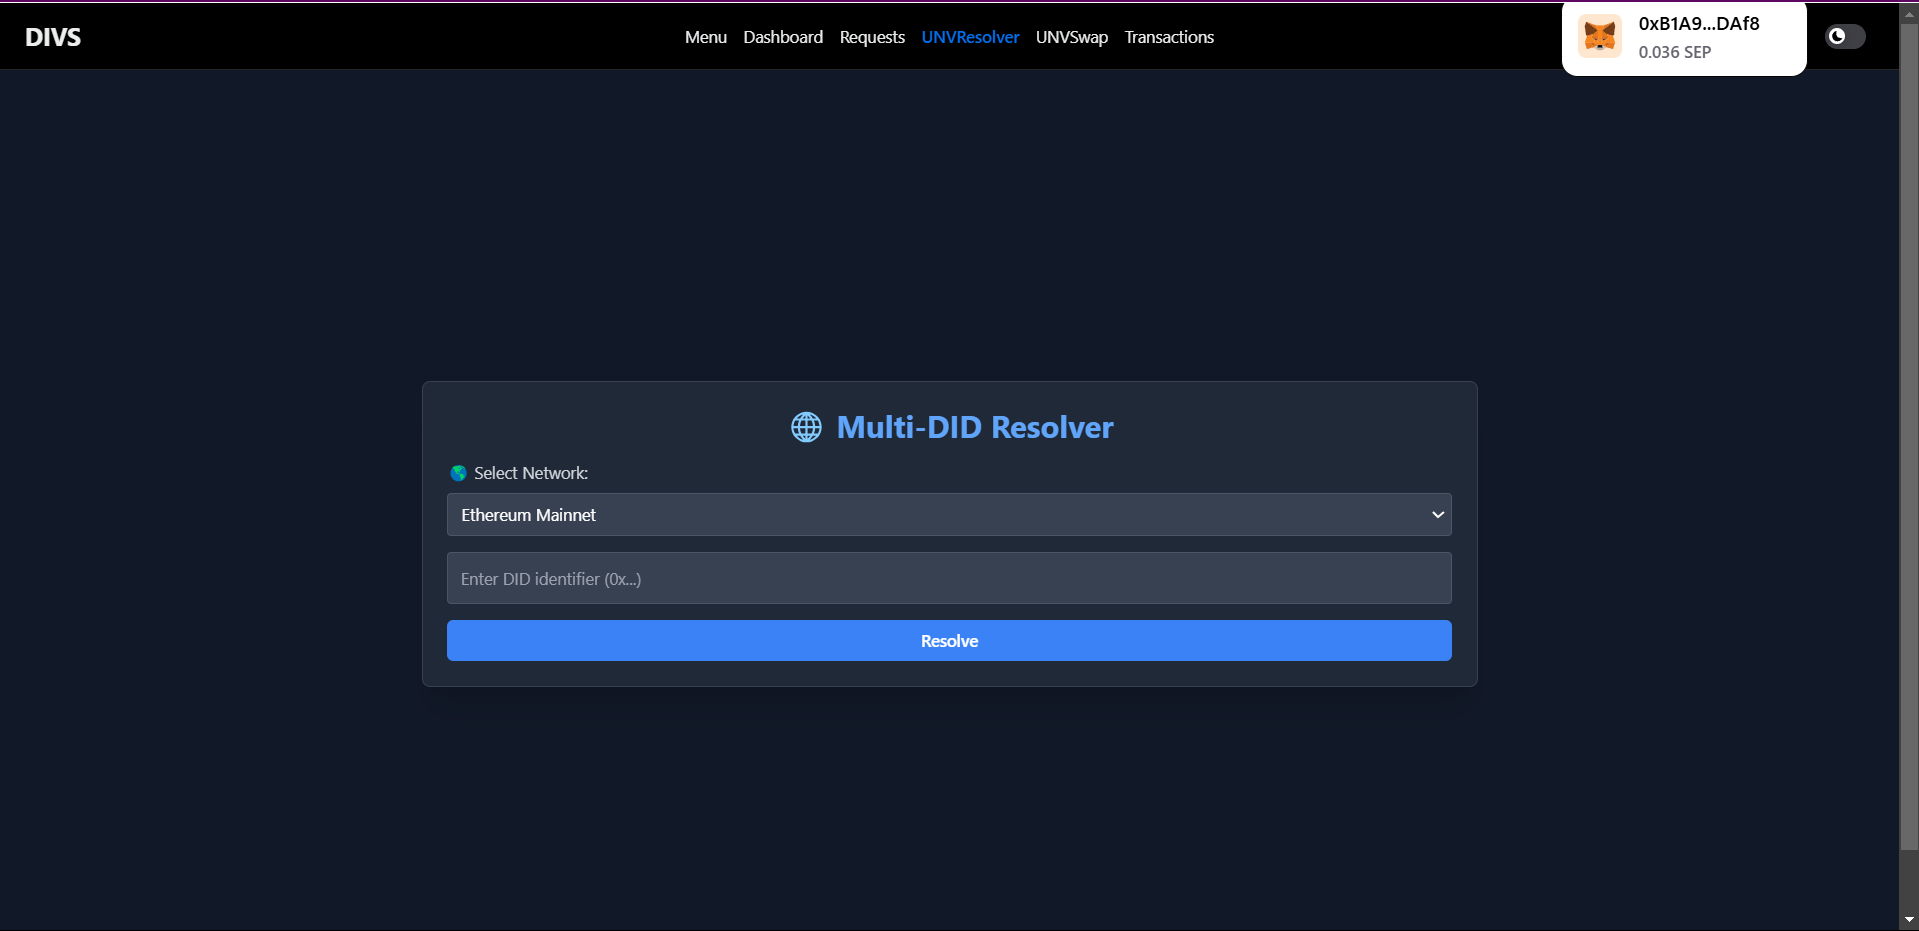 DIVS
Menu Dashboard Requests UNVResolver UNVSwap Transactions
0xB1A9...DAf8
0.036 SEP
Multi-DID Resolver
Select Network:
Ethereum Mainnet
Enter DID identifier (0x...)
Resolve